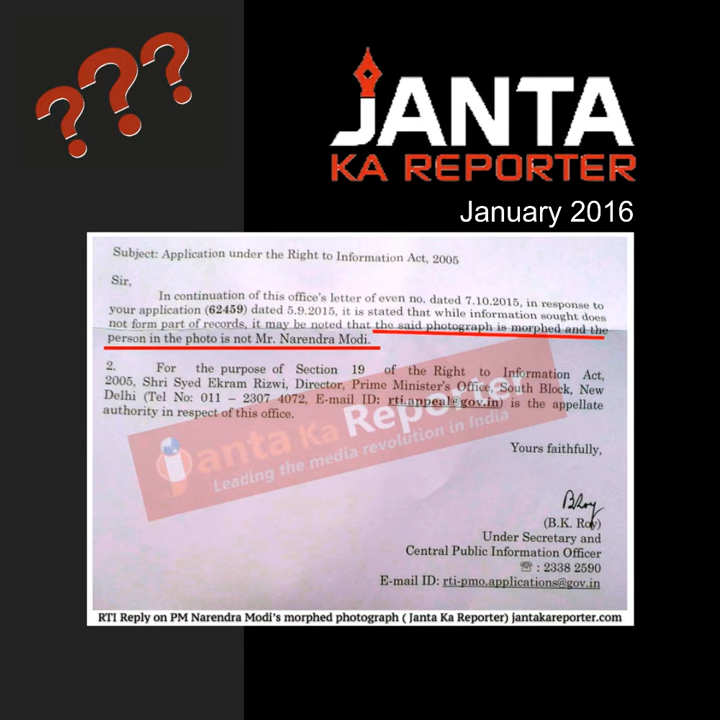 ???
JANTA
KA REPORTER
January 2016
Subject: Application under the Right to Information Act, 2005
Sir,
In continuation of this office's letter of even no. dated 7.10.2015, in response to
your application (62459) dated 5.9.2015, it is stated that while information sought does
not form part of records, it may be noted that the said photograph is morphed and the
person in the photo is not Mr. Narendra Modi.
2. For the purpose of Section 19 of the Right to Information Act,
2005, Shri Syed Ekram Rizwi, Director, Prime Minister's Office, South Block, New
Delhi (Tel No: 011 – 2307 4072, E-mail ID: rti.appeal@gov.in) is the appellate
authority in respect of this office.
Janta Ka Reporter
Leading the media revolution in India
Yours faithfully,
BRoy
(B.K. Roy)
Under Secretary and
Central Public Information Officer
☎ : 2338 2590
E-mail ID: rti-pmo.applications@gov.in
RTI Reply on PM Narendra Modi's morphed photograph ( Janta Ka Reporter) jantakareporter.com